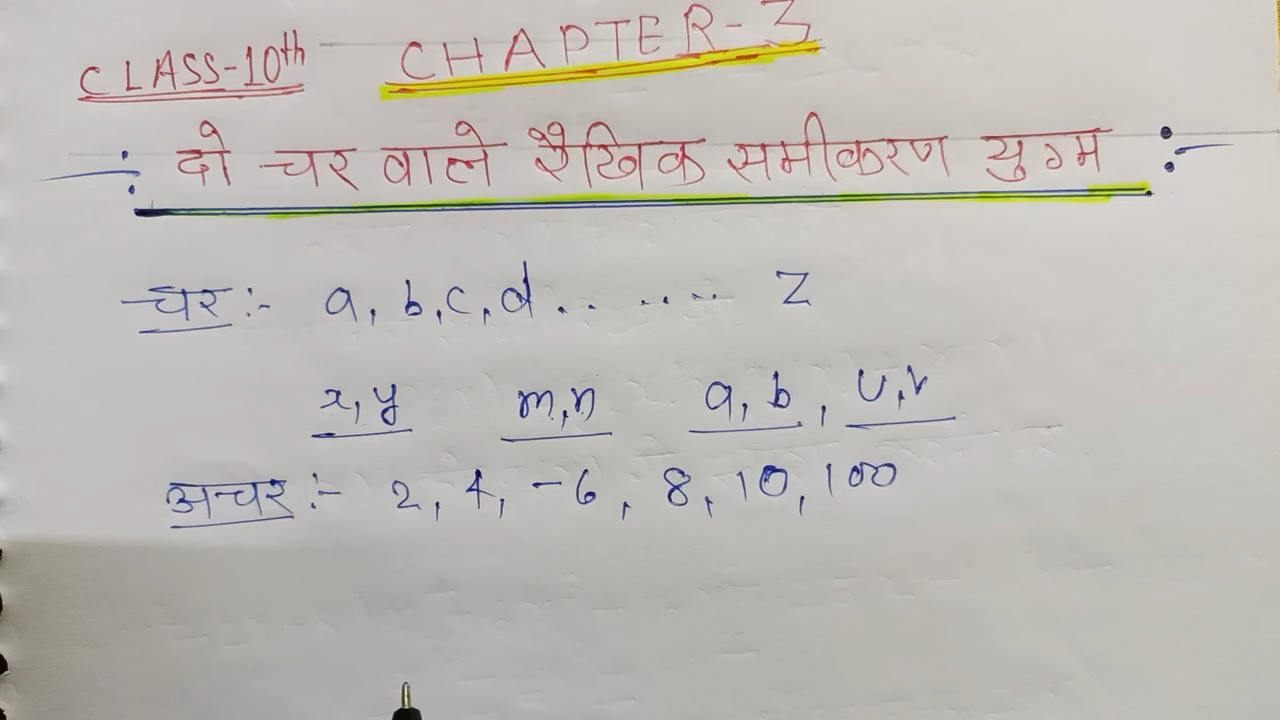 CLASS-10th CHAPTER-3
:दो चर वाले रैखिक समीकरण युग्म:-
चर :- a, b, c, d . . . . . . . z
x, y m, n a, b , u, v
अचर :- 2, 4, -6, 8, 10, 100